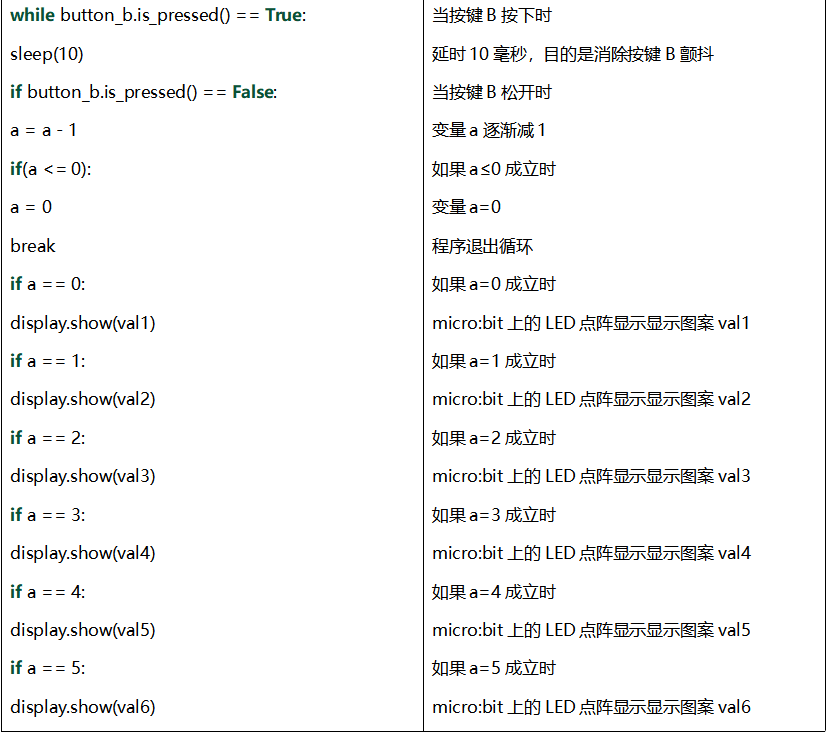 while button_b.is_pressed() == True: 当按键 B 按下时
sleep(10) 延时 10 毫秒，目的是消除按键 B 颤抖
if button_b.is_pressed() == False: 当按键 B 松开时
a = a - 1 变量 a 逐渐减 1
if(a <= 0): 如果 a≤0 成立时
a = 0 变量 a=0
break 程序退出循环
if a == 0: 如果 a=0 成立时
display.show(val1) micro:bit 上的 LED 点阵显示显示图案 val1
if a == 1: 如果 a=1 成立时
display.show(val2) micro:bit 上的 LED 点阵显示显示图案 val2
if a == 2: 如果 a=2 成立时
display.show(val3) micro:bit 上的 LED 点阵显示显示图案 val3
if a == 3: 如果 a=3 成立时
display.show(val4) micro:bit 上的 LED 点阵显示显示图案 val4
if a == 4: 如果 a=4 成立时
display.show(val5) micro:bit 上的 LED 点阵显示显示图案 val5
if a == 5: 如果 a=5 成立时
display.show(val6) micro:bit 上的 LED 点阵显示显示图案 val6